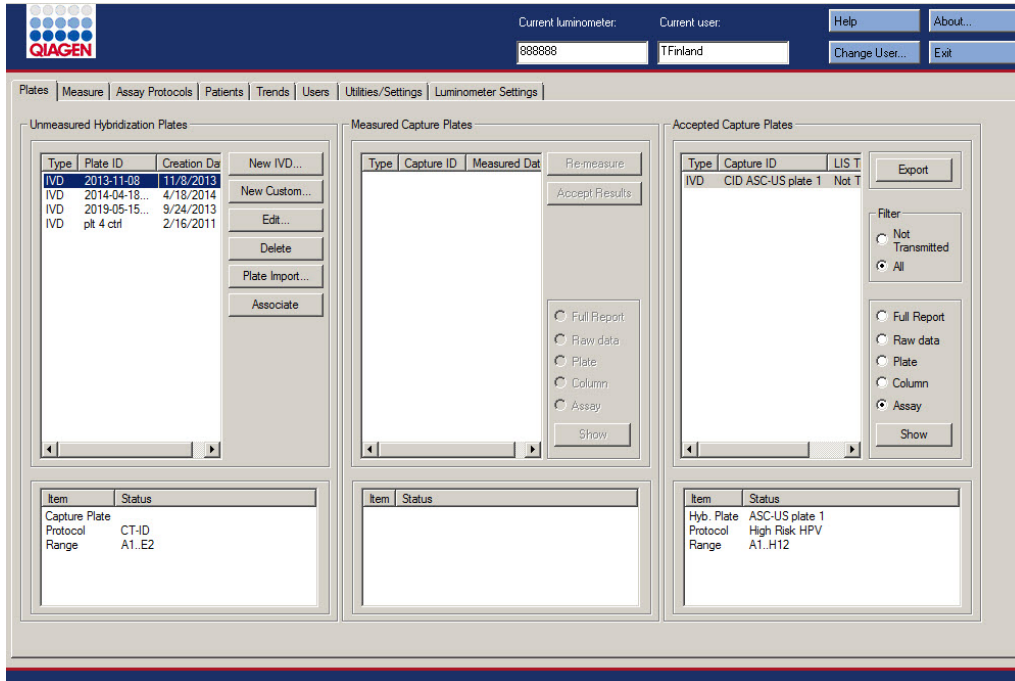 QIAGEN
Current luminometer:
Current user:
888888
TFinland
Help
About...
Change User...
Exit
Plates Measure Assay Protocols Patients Trends Users Utilities/Settings Luminometer Settings
Unmeasured Hybridization Plates
Type Plate ID Creation Da
IVD 2013-11-08 11/8/2013
IVD 2014-04-18... 4/18/2014
IVD 2019-05-15... 9/24/2013
IVD plt 4 ctrl 2/16/2011
New IVD...
New Custom...
Edit...
Delete
Plate Import...
Associate
Item Status
Capture Plate
Protocol CT-ID
Range A1..E2
Measured Capture Plates
Type Capture ID Measured Dat
Re-measure
Accept Results
Full Report
Raw data
Plate
Column
Assay
Show
Item Status
Accepted Capture Plates
Type Capture ID LIS T
IVD CID ASC-US plate 1 Not T
Export
Filter
Not
Transmitted
All
Full Report
Raw data
Plate
Column
Assay
Show
Item Status
Hyb. Plate ASC-US plate 1
Protocol High Risk HPV
Range A1..H12